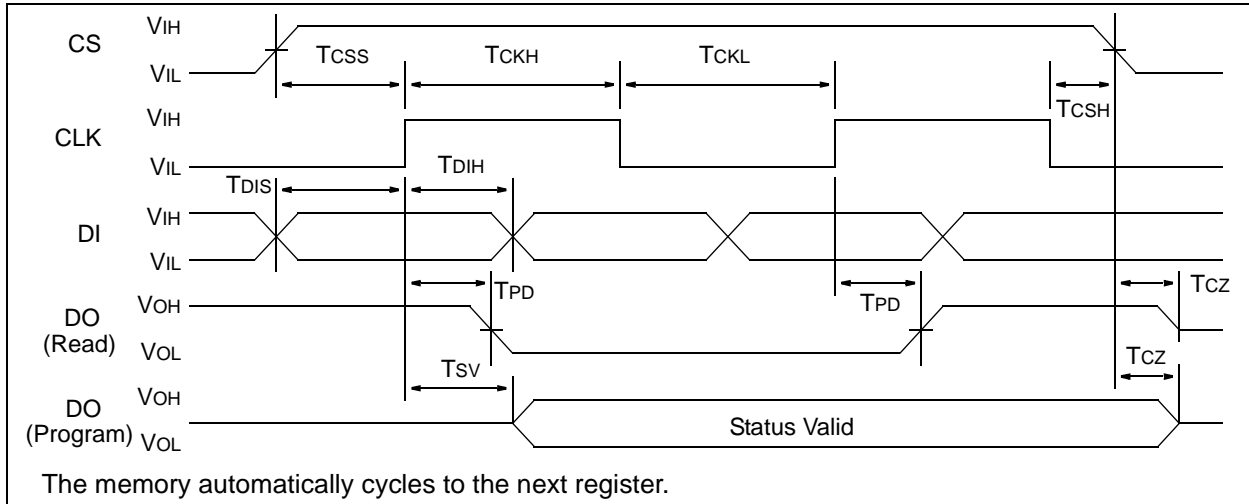 CS
VIH
VIL
TCSS
TCKH
TCKL
TCSH
CLK
VIH
VIL
TDIS
TDIH
DI
VIH
VIL
TPD
TPD
TCZ
DO
(Read)
VOH
VOL
TSV
TCZ
DO
(Program)
VOH
VOL
Status Valid
The memory automatically cycles to the next register.